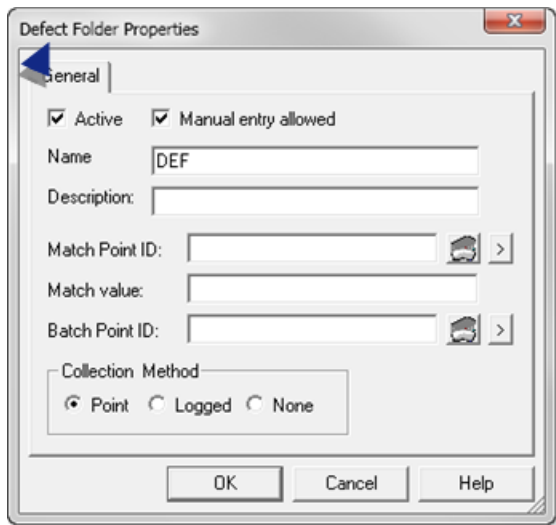 Defect Folder Properties
General
Active Manual entry allowed
Name DEF
Description:
Match Point ID: >
Match value:
Batch Point ID: >
Collection Method
Point Logged None
OK Cancel Help